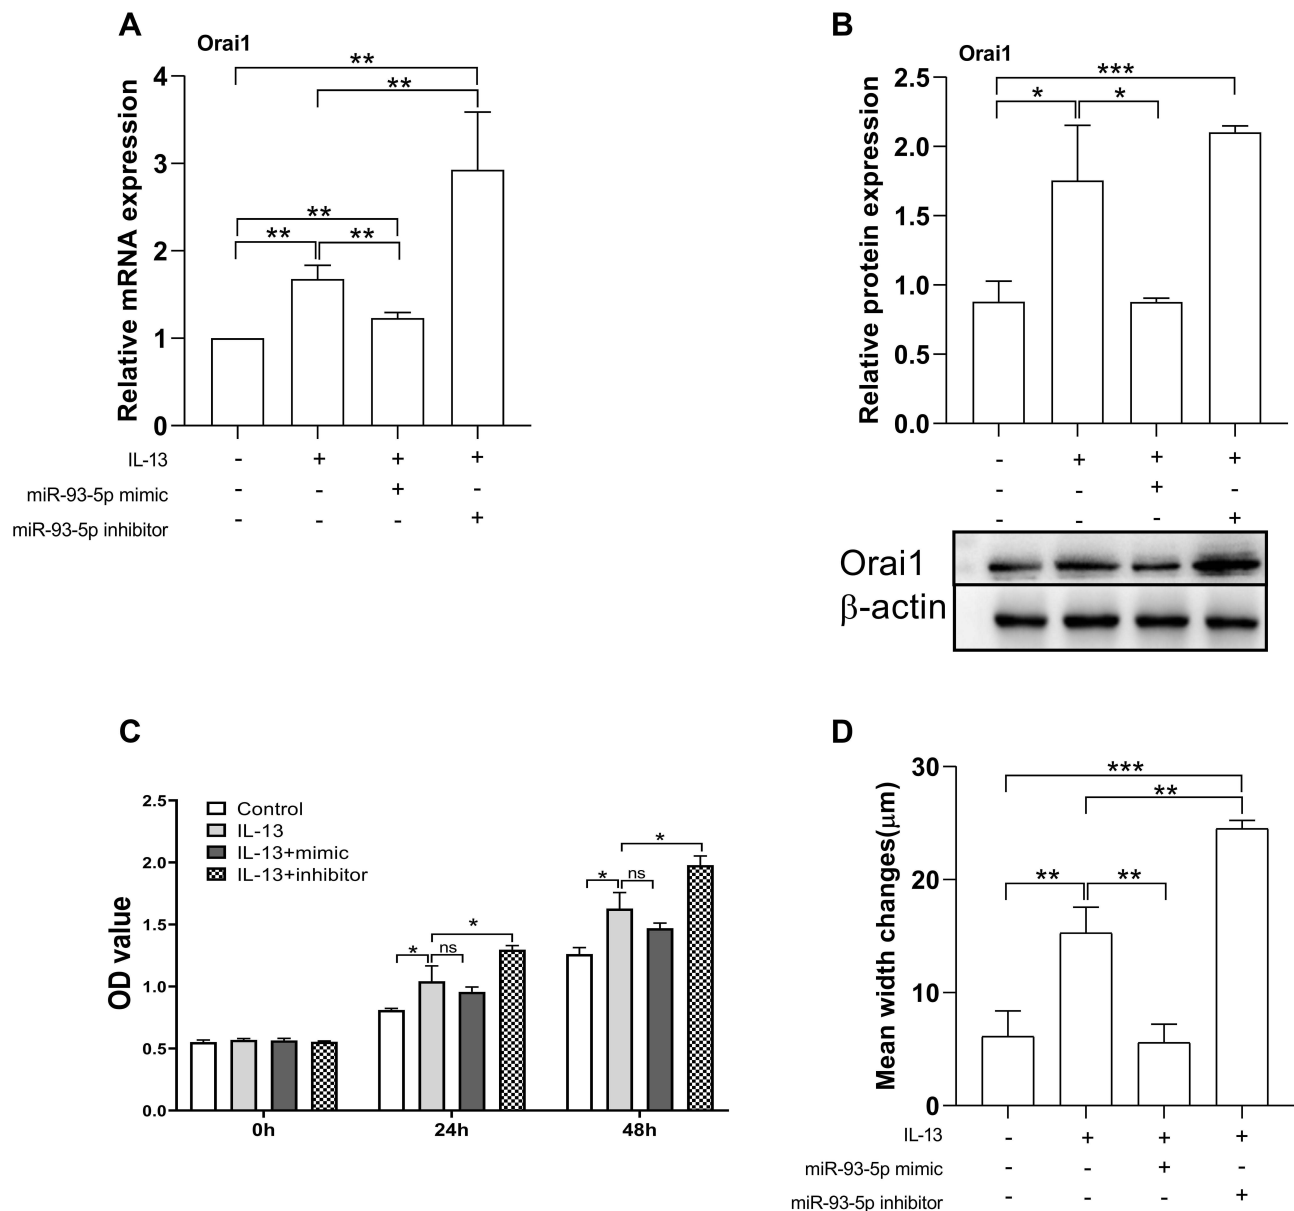 A
Orai1
**
**
**
**
**
4
3
2
1
0
Relative mRNA expression
IL-13 - + + +
miR-93-5p mimic - - + -
miR-93-5p inhibitor - - - +
B
Orai1
***
*
*
2.5
2.0
1.5
1.0
0.5
0.0
Relative protein expression
- + + +
- - + -
- - - +
Orai1
β-actin
C
2.5
2.0
1.5
1.0
0.5
0.0
OD value
Control
IL-13
IL-13+mimic
IL-13+inhibitor
*
* ns
*
* ns
0h 24h 48h
D
30
20
10
0
Mean width changes(μm)
***
**
** **
IL-13 - + + +
miR-93-5p mimic - - + -
miR-93-5p inhibitor - - - +